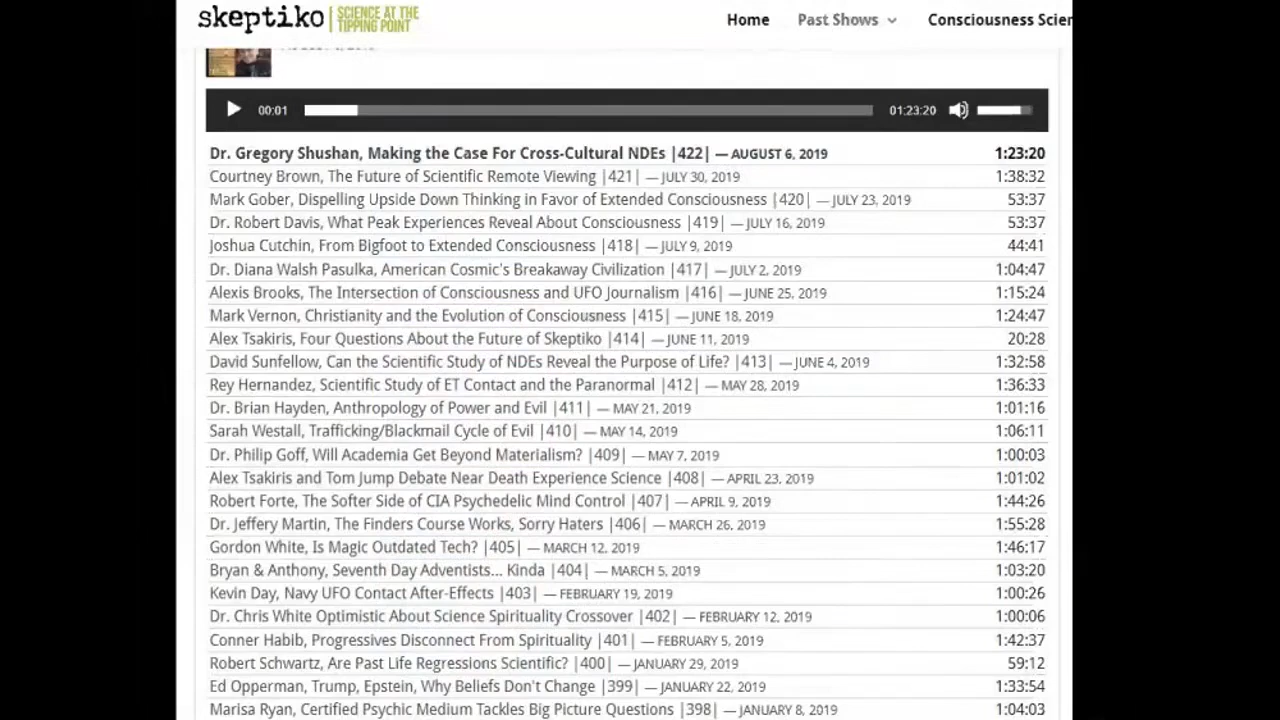 skeptiko | SCIENCE AT THE TIPPING POINT
Home Past Shows Consciousness Scien
00:01 01:23:20
Dr. Gregory Shushan, Making the Case For Cross-Cultural NDEs |422| — AUGUST 6, 2019 1:23:20
Courtney Brown, The Future of Scientific Remote Viewing |421| — JULY 30, 2019 1:38:32
Mark Gober, Dispelling Upside Down Thinking in Favor of Extended Consciousness |420| — JULY 23, 2019 53:37
Dr. Robert Davis, What Peak Experiences Reveal About Consciousness |419| — JULY 16, 2019 53:37
Joshua Cutchin, From Bigfoot to Extended Consciousness |418| — JULY 9, 2019 44:41
Dr. Diana Walsh Pasulka, American Cosmic's Breakaway Civilization |417| — JULY 2, 2019 1:04:47
Alexis Brooks, The Intersection of Consciousness and UFO Journalism |416| — JUNE 25, 2019 1:15:24
Mark Vernon, Christianity and the Evolution of Consciousness |415| — JUNE 18, 2019 1:24:47
Alex Tsakiris, Four Questions About the Future of Skeptiko |414| — JUNE 11, 2019 20:28
David Sunfellow, Can the Scientific Study of NDEs Reveal the Purpose of Life? |413| — JUNE 4, 2019 1:32:58
Rey Hernandez, Scientific Study of ET Contact and the Paranormal |412| — MAY 28, 2019 1:36:33
Dr. Brian Hayden, Anthropology of Power and Evil |411| — MAY 21, 2019 1:01:16
Sarah Westall, Trafficking/Blackmail Cycle of Evil |410| — MAY 14, 2019 1:06:11
Dr. Philip Goff, Will Academia Get Beyond Materialism? |409| — MAY 7, 2019 1:00:03
Alex Tsakiris and Tom Jump Debate Near Death Experience Science |408| — APRIL 23, 2019 1:01:02
Robert Forte, The Softer Side of CIA Psychedelic Mind Control |407| — APRIL 9, 2019 1:44:26
Dr. Jeffery Martin, The Finders Course Works, Sorry Haters |406| — MARCH 26, 2019 1:55:28
Gordon White, Is Magic Outdated Tech? |405| — MARCH 12, 2019 1:46:17
Bryan & Anthony, Seventh Day Adventists... Kinda |404| — MARCH 5, 2019 1:03:20
Kevin Day, Navy UFO Contact After-Effects |403| — FEBRUARY 19, 2019 1:00:26
Dr. Chris White Optimistic About Science Spirituality Crossover |402| — FEBRUARY 12, 2019 1:00:06
Conner Habib, Progressives Disconnect From Spirituality |401| — FEBRUARY 5, 2019 1:42:37
Robert Schwartz, Are Past Life Regressions Scientific? |400| — JANUARY 29, 2019 59:12
Ed Opperman, Trump, Epstein, Why Beliefs Don't Change |399| — JANUARY 22, 2019 1:33:54
Marisa Ryan, Certified Psychic Medium Tackles Big Picture Questions |398| — JANUARY 8, 2019 1:04:03